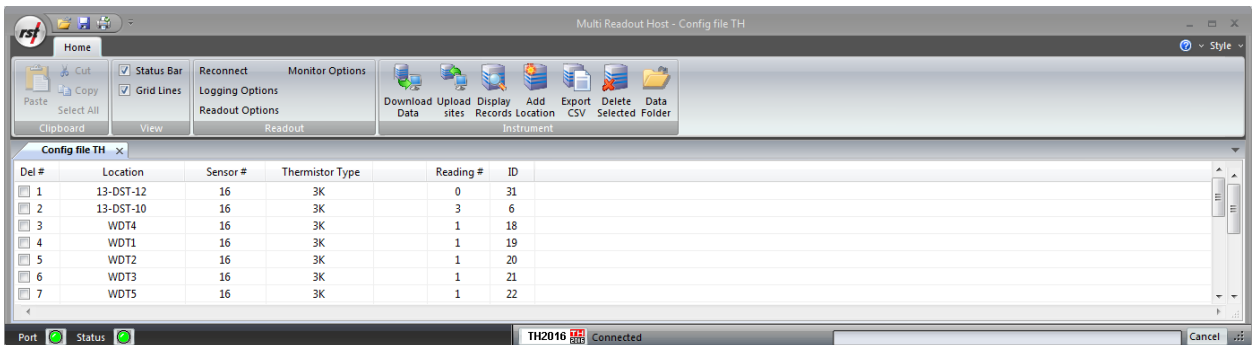 rst
Multi Readout Host - Config file TH
Home
Style
Paste
Cut
Copy
Select All
Clipboard
Status Bar
Grid Lines
View
Reconnect Monitor Options
Logging Options
Readout Options
Readout
Download Data
Upload sites
Display Records
Add Location
Export CSV
Delete Selected
Data Folder
Instrument
Config file TH x
Del # Location Sensor # Thermistor Type Reading # ID
1 13-DST-12 16 3K 0 31
2 13-DST-10 16 3K 3 6
3 WDT4 16 3K 1 18
4 WDT1 16 3K 1 19
5 WDT2 16 3K 1 20
6 WDT3 16 3K 1 21
7 WDT5 16 3K 1 22
Port Status TH2016 TH 2016 Connected Cancel